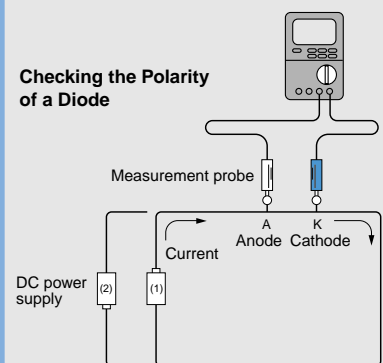 Checking the Polarity
of a Diode
Measurement probe
A
K
Anode
Cathode
Current
DC power
supply
(2)
(1)